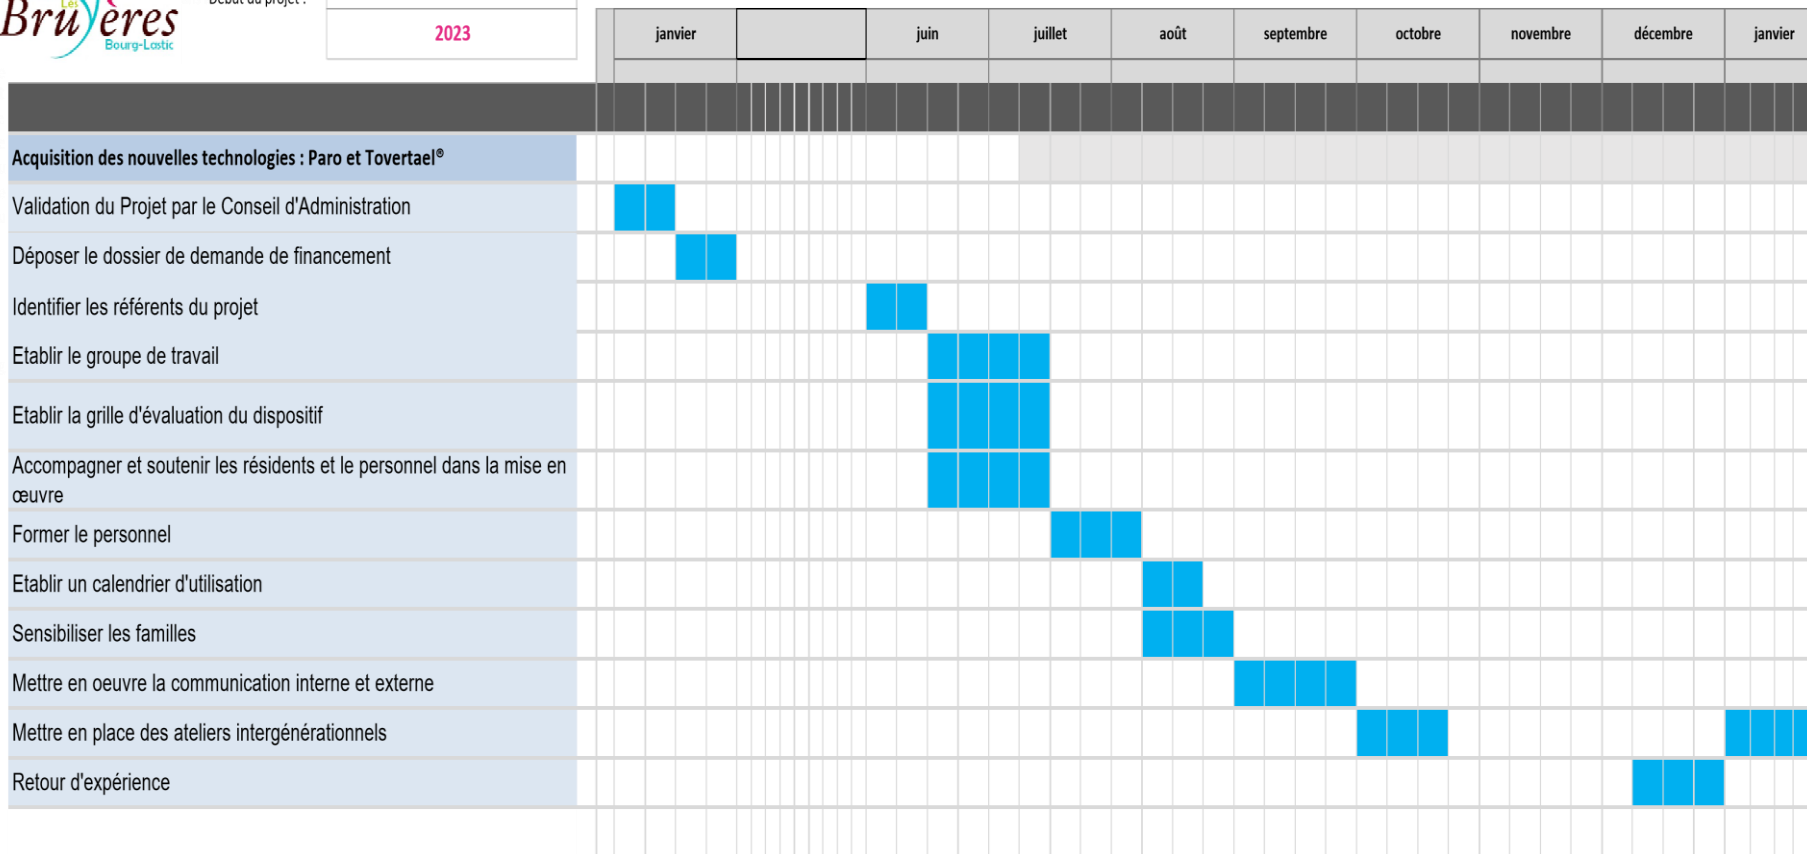 Les
Bruyères
Bourg-Lastic
Début du projet :
2023
janvier juin juillet août septembre octobre novembre décembre janvier
Acquisition des nouvelles technologies : Paro et Tovertael®
Validation du Projet par le Conseil d'Administration
Déposer le dossier de demande de financement
Identifier les référents du projet
Etablir le groupe de travail
Etablir la grille d'évaluation du dispositif
Accompagner et soutenir les résidents et le personnel dans la mise en
œuvre
Former le personnel
Etablir un calendrier d'utilisation
Sensibiliser les familles
Mettre en oeuvre la communication interne et externe
Mettre en place des ateliers intergénérationnels
Retour d'expérience